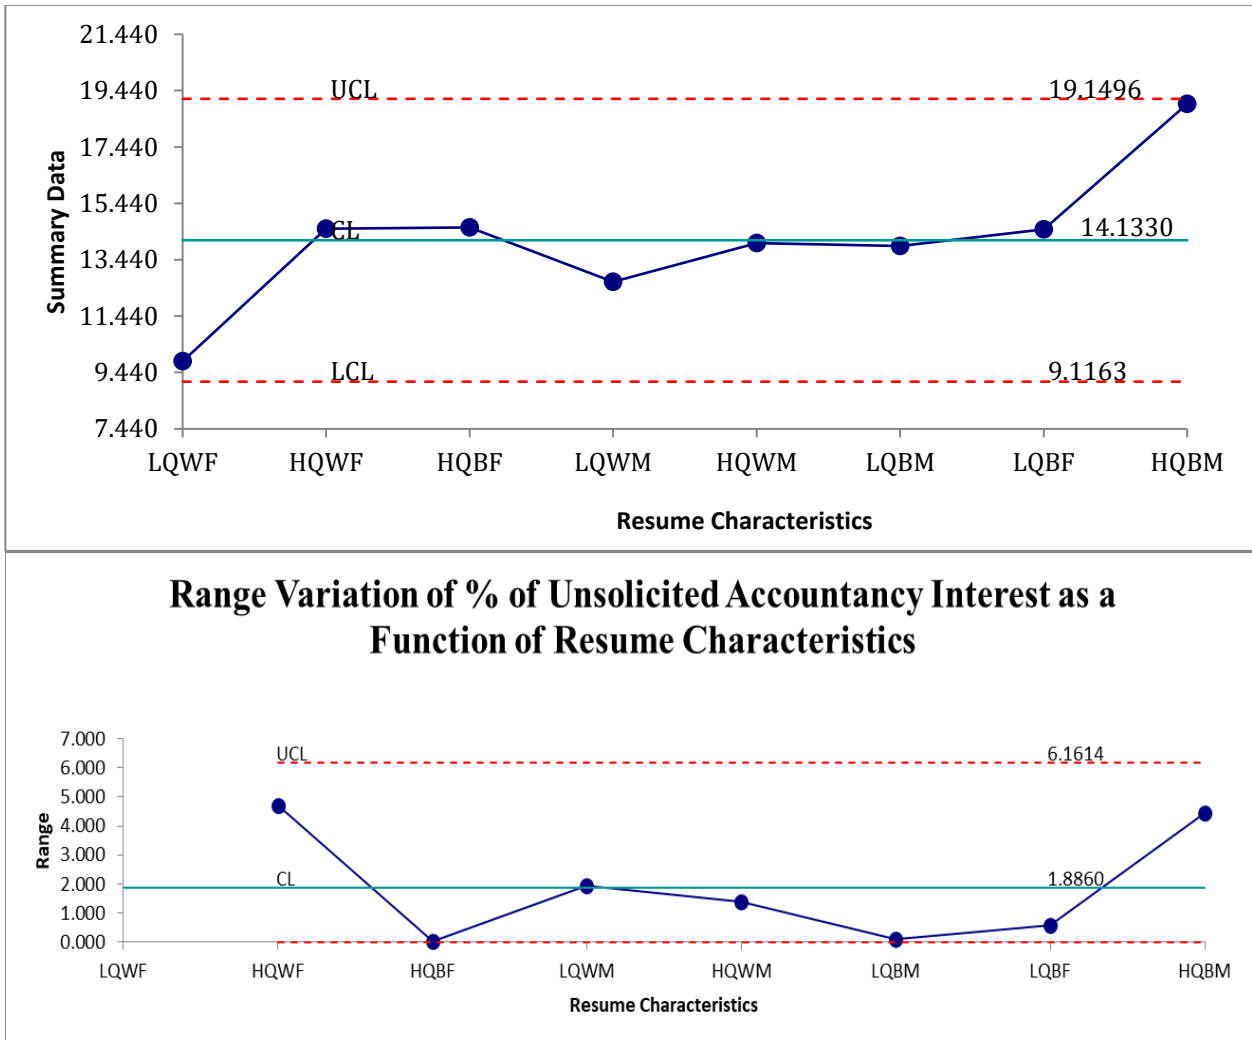 21.440
19.440
17.440
15.440
13.440
11.440
9.440
7.440
Summary Data
UCL
19.1496
CL
14.1330
LCL
9.1163
LQWF HQWF HQBF LQWM HQWM LQBM LQBF HQBM
Resume Characteristics
Range Variation of % of Unsolicited Accountancy Interest as a
Function of Resume Characteristics
7.000
6.000
5.000
4.000
3.000
2.000
1.000
0.000
Range
UCL
6.1614
CL
1.8860
LQWF HQWF HQBF LQWM HQWM LQBM LQBF HQBM
Resume Characteristics